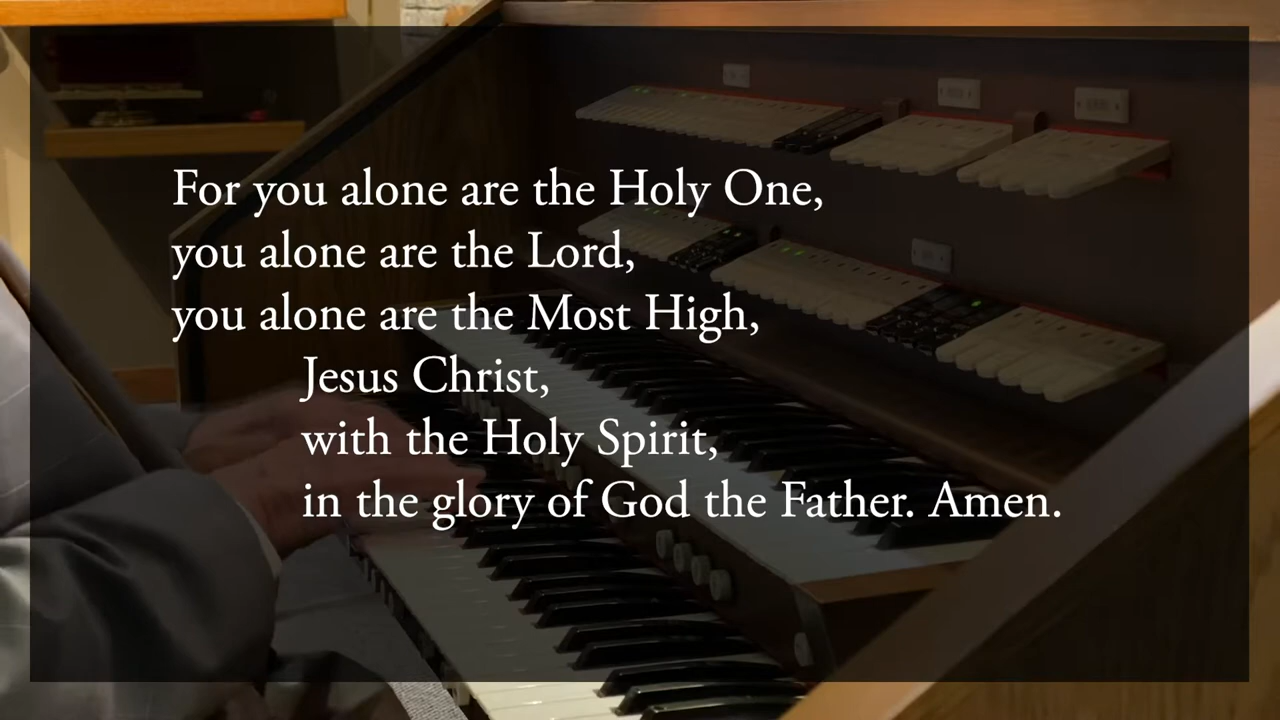 For you alone are the Holy One,
you alone are the Lord,
you alone are the Most High,
Jesus Christ,
with the Holy Spirit,
in the glory of God the Father. Amen.